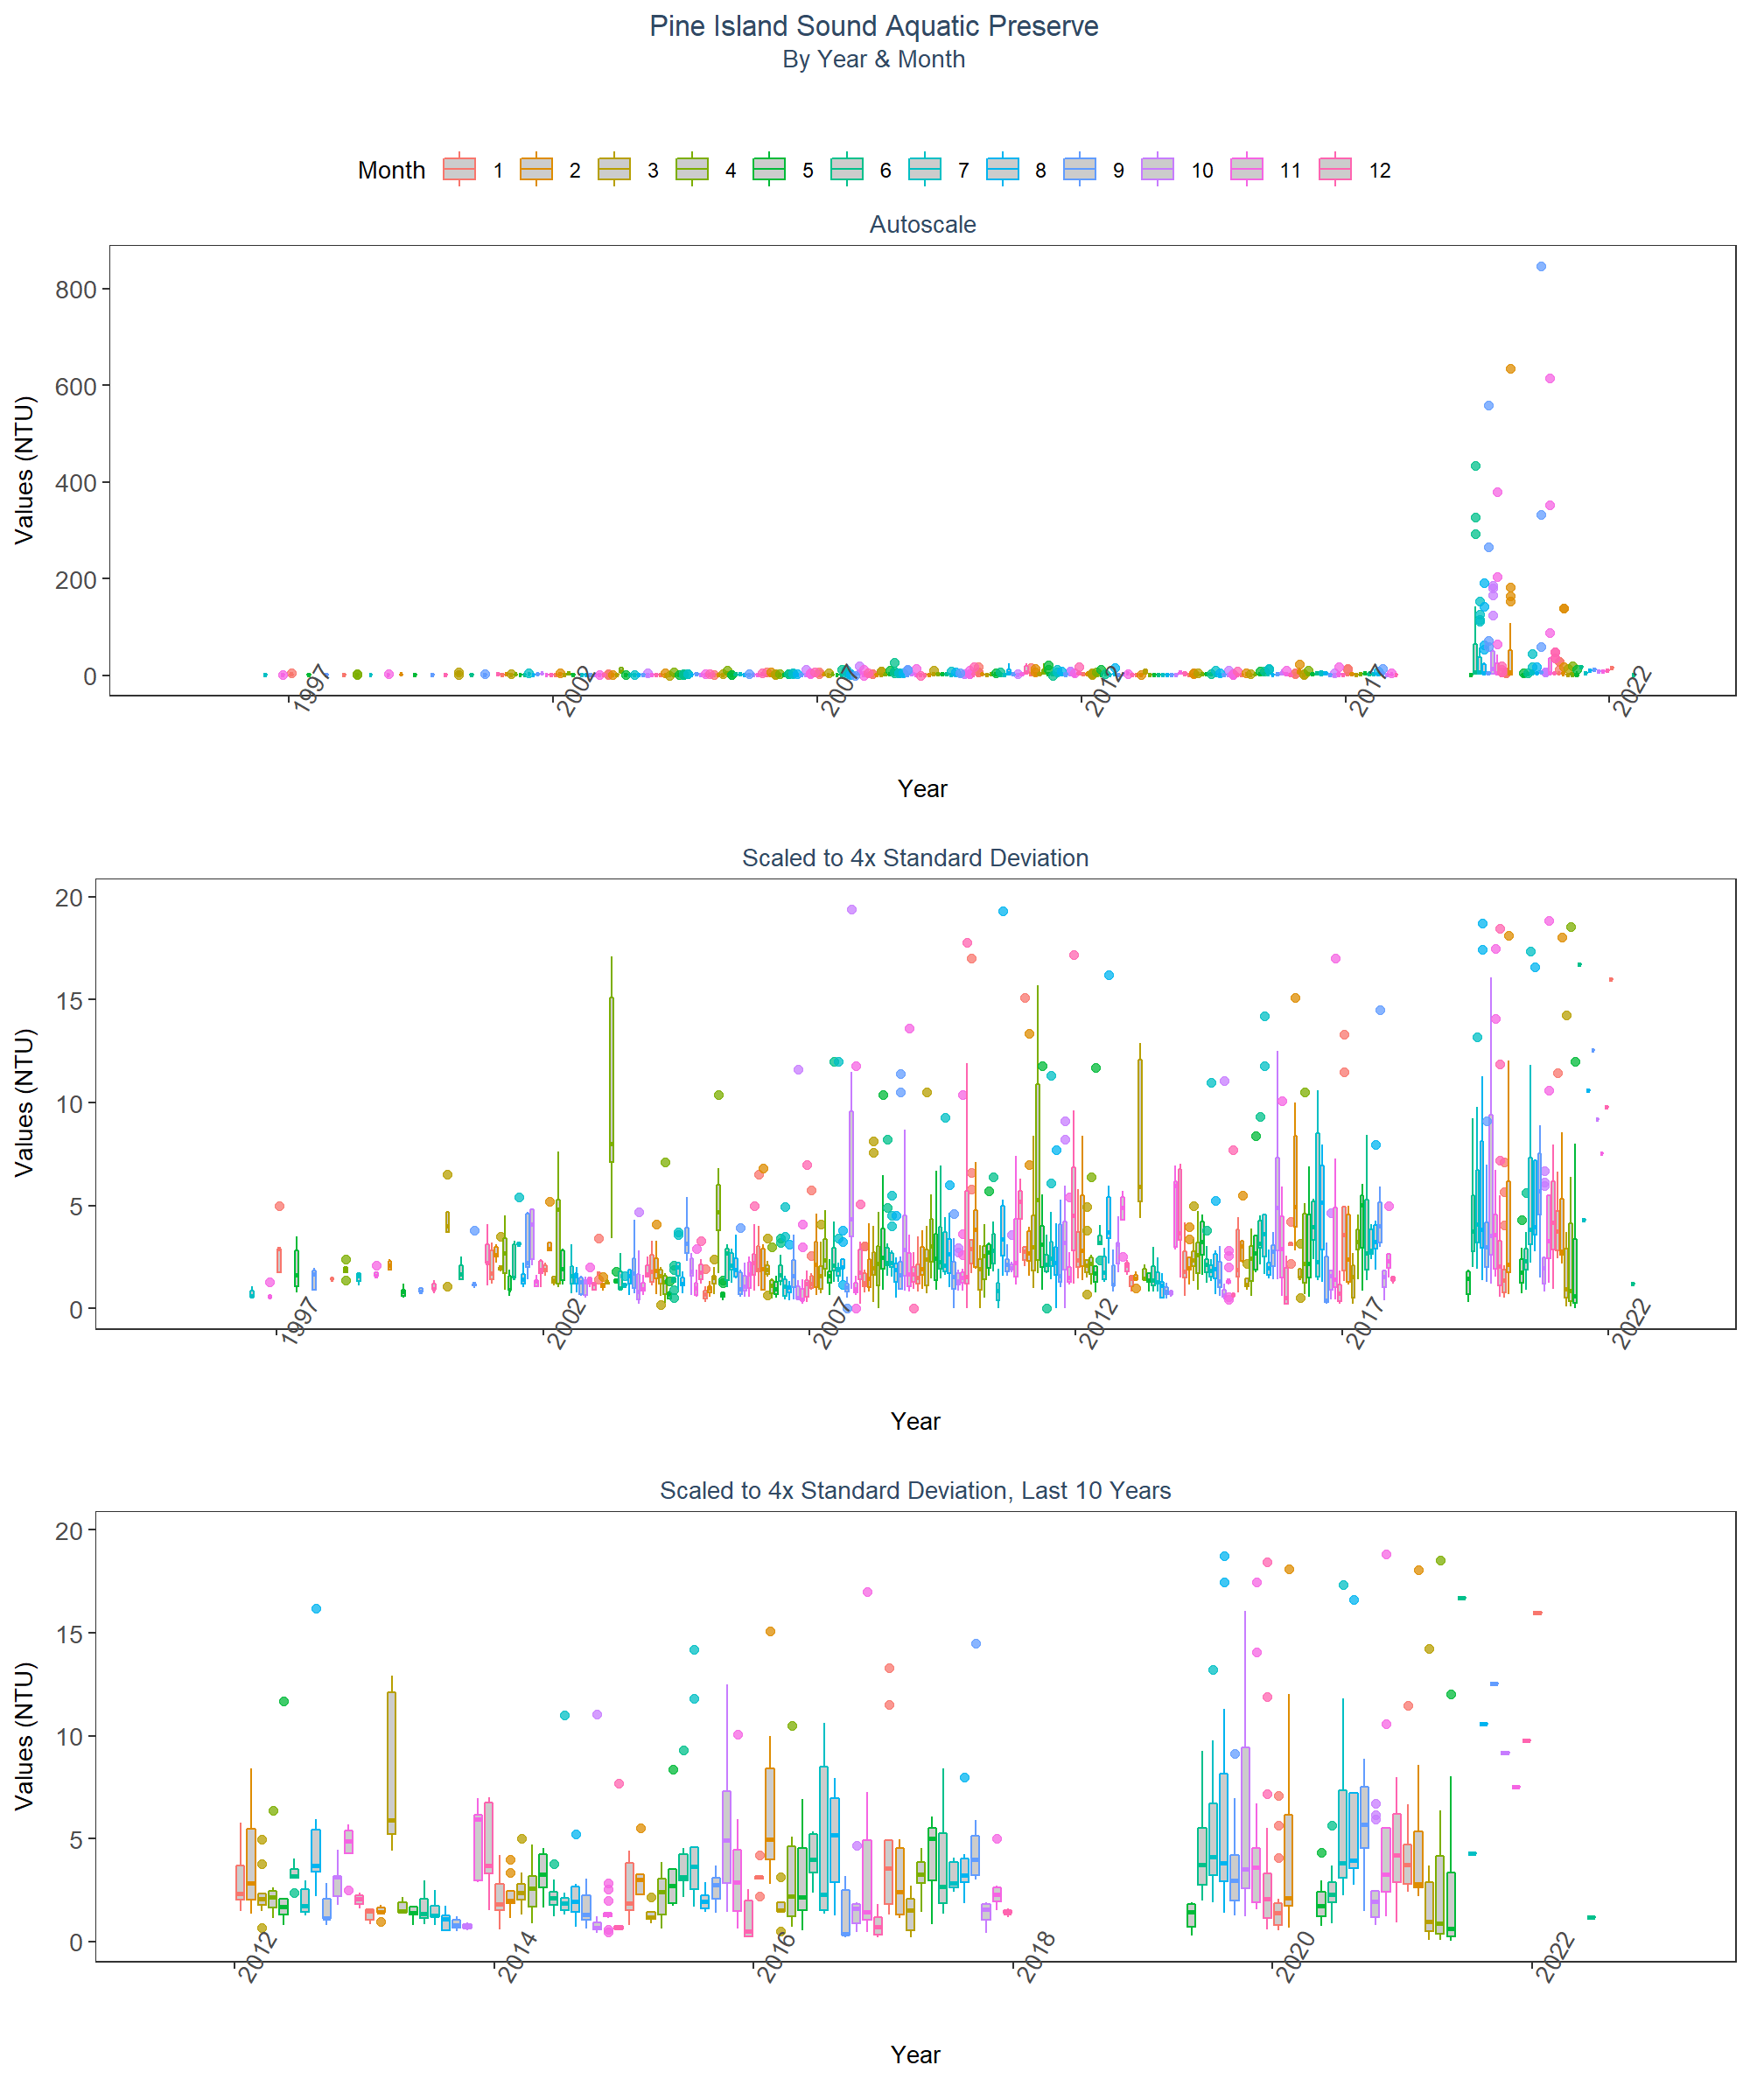 Pine Island Sound Aquatic Preserve
By Year & Month
Month 1 2 3 4 5 6 7 8 9 10 11 12
Autoscale
800
600
400
200
0
Values (NTU)
1997 2002 2007 2012 2017 2022
Year
Scaled to 4x Standard Deviation
20
15
10
5
0
Values (NTU)
1997 2002 2007 2012 2017 2022
Year
Scaled to 4x Standard Deviation, Last 10 Years
20
15
10
5
0
Values (NTU)
2012 2014 2016 2018 2020 2022
Year